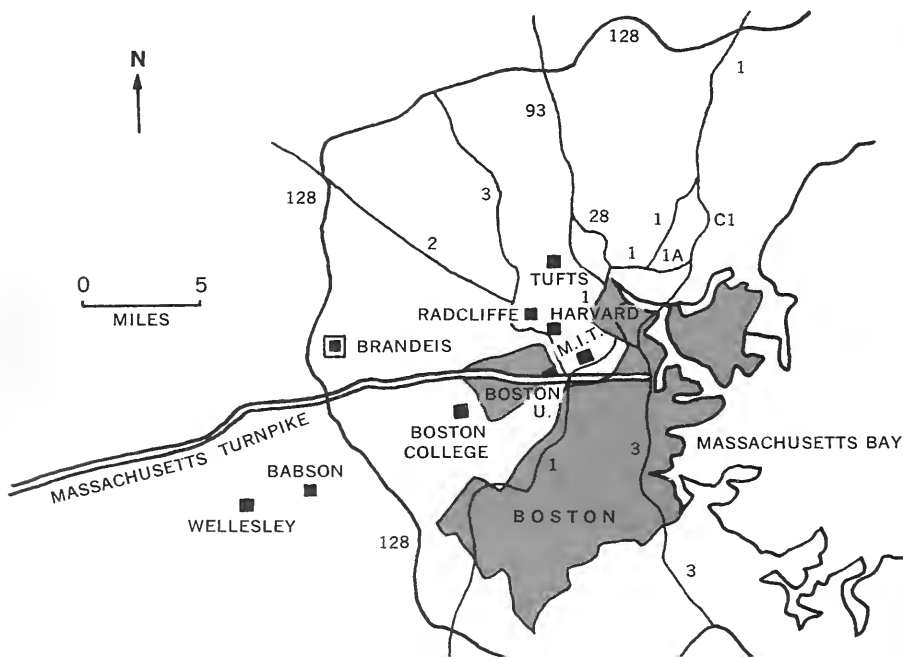 128
1
N
93
128
3
28
1
C1
2
1
1A
0
5
MILES
TUFTS
1
RADCLIFFE
HARVARD
M.I.T.
BRANDEIS
BOSTON
U.
BOSTON
COLLEGE
MASSACHUSETTS TURNPIKE
MASSACHUSETTS BAY
1
3
BABSON
WELLESLEY
BOSTON
128
3